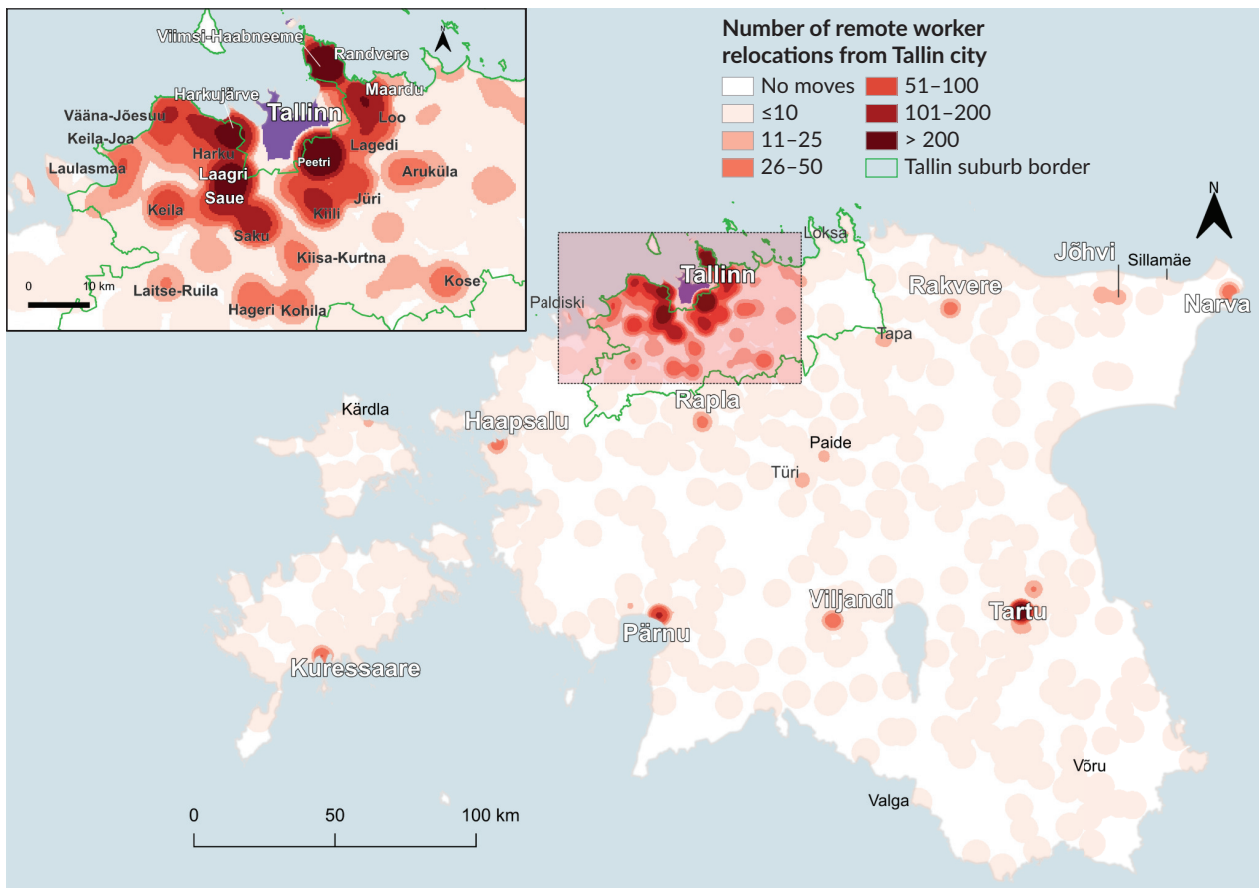 Viimsi-Haabneeme
Randvere
Harkujärve
Maardu
Tallinn
Vääna-Jõesuu
Loo
Keila-Joa
Harku
Lagedi
Peetri
Laulasmaa
Laagri
Aruküla
Saue
Jüri
Keila
Kiili
Saku
Kiisa-Kurtna
0 10 km
Laitse-Ruila
Kose
Hageri
Kohila
Number of remote worker
relocations from Tallin city
No moves
≤10
11–25
26–50
51–100
101–200
> 200
Tallin suburb border
N
Loksa
Jõhvi
Sillamäe
Tallinn
Rakvere
Narva
Paldiski
Tapa
Rapla
Kärdla
Haapsalu
Paide
Türi
Viljandi
Tartu
Pärnu
Kuressaare
Võru
Valga
0 50 100 km